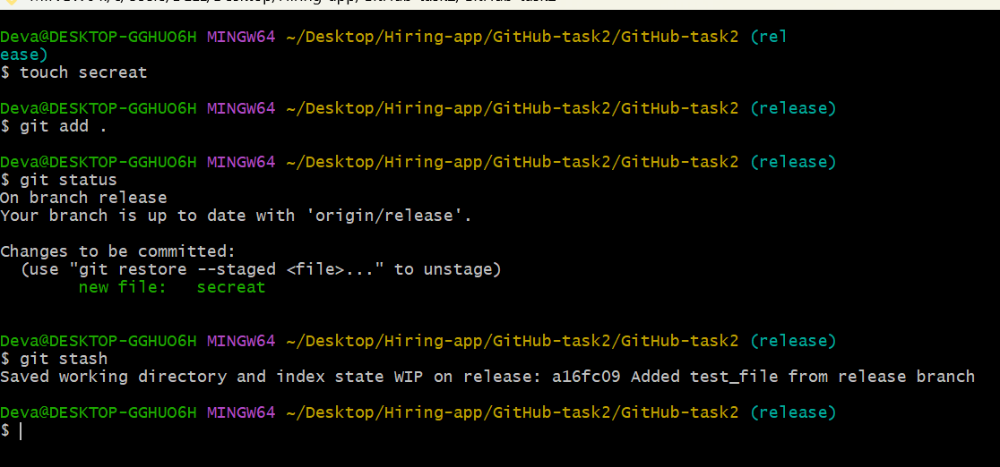 Deva@DESKTOP-GGHUO6H MINGW64 ~/Desktop/Hiring-app/GitHub-task2/GitHub-task2 (rel
ease)
$ touch secreat
Deva@DESKTOP-GGHUO6H MINGW64 ~/Desktop/Hiring-app/GitHub-task2/GitHub-task2 (release)
$ git add .
Deva@DESKTOP-GGHUO6H MINGW64 ~/Desktop/Hiring-app/GitHub-task2/GitHub-task2 (release)
$ git status
On branch release
Your branch is up to date with 'origin/release'.
Changes to be committed:
  (use "git restore --staged <file>..." to unstage)
        new file:   secreat
Deva@DESKTOP-GGHUO6H MINGW64 ~/Desktop/Hiring-app/GitHub-task2/GitHub-task2 (release)
$ git stash
Saved working directory and index state WIP on release: a16fc09 Added test_file from release branch
Deva@DESKTOP-GGHUO6H MINGW64 ~/Desktop/Hiring-app/GitHub-task2/GitHub-task2 (release)
$